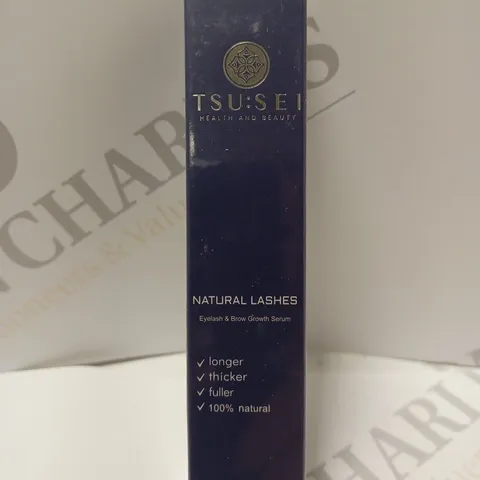 TSU:SEI
HEALTH AND BEAUTY
NATURAL LASHES
Eyelash & Brow Growth Serum
✓ longer
✓ thicker
✓ fuller
✓ 100% natural